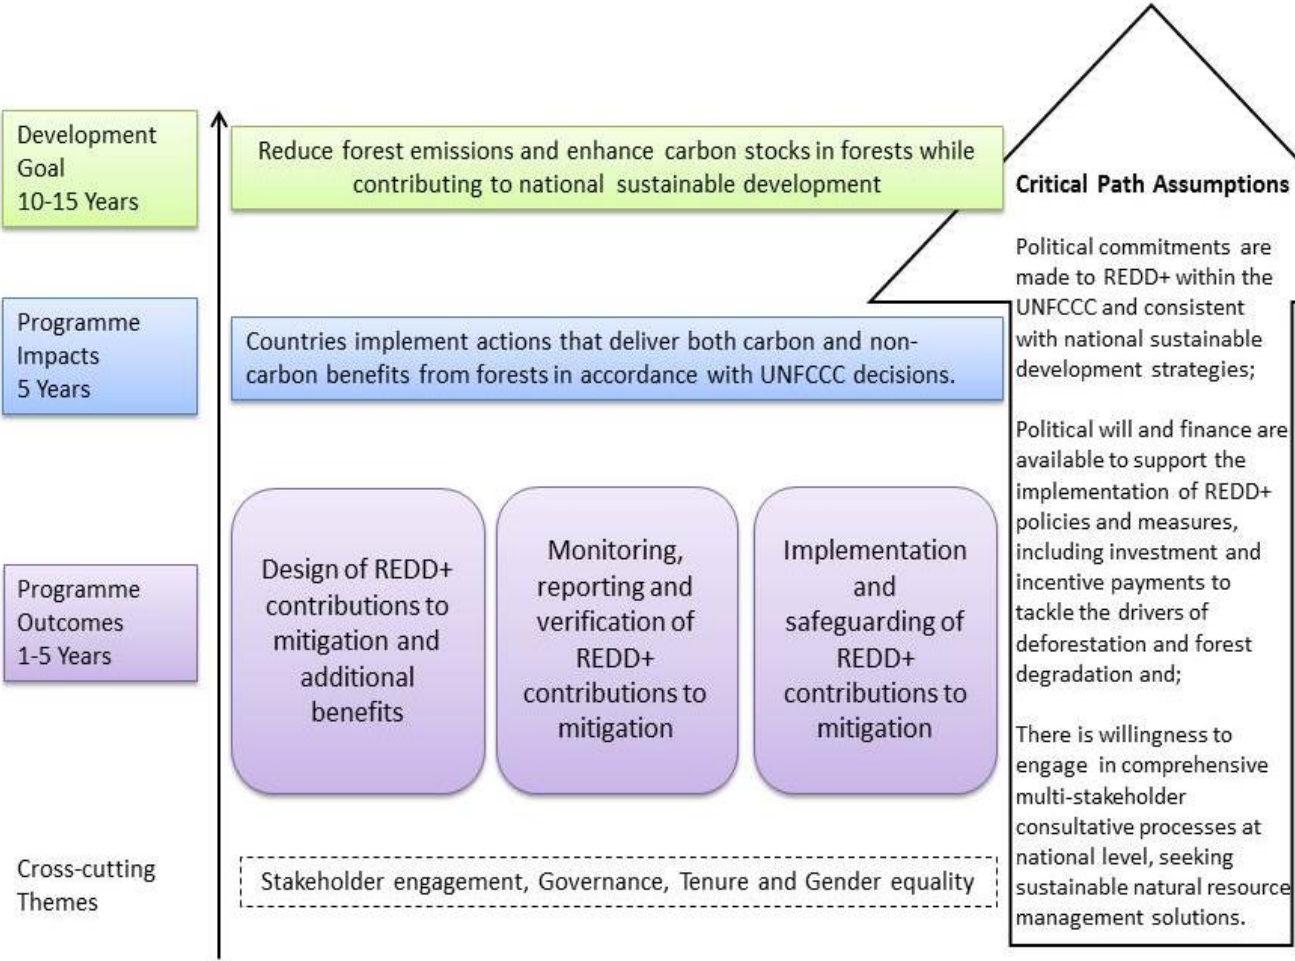 Development
Goal
10-15 Years
Reduce forest emissions and enhance carbon stocks in forests while
contributing to national sustainable development
Programme
Impacts
5 Years
Countries implement actions that deliver both carbon and non-
carbon benefits from forests in accordance with UNFCCC decisions.
Programme
Outcomes
1-5 Years
Design of REDD+
contributions to
mitigation and
additional
benefits
Monitoring,
reporting and
verification of
REDD+
contributions to
mitigation
Implementation
and
safeguarding of
REDD+
contributions to
mitigation
Cross-cutting
Themes
Stakeholder engagement, Governance, Tenure and Gender equality
Critical Path Assumptions
Political commitments are
made to REDD+ within the
UNFCCC and consistent
with national sustainable
development strategies;
Political will and finance are
available to support the
implementation of REDD+
policies and measures,
including investment and
incentive payments to
tackle the drivers of
deforestation and forest
degradation and;
There is willingness to
engage in comprehensive
multi-stakeholder
consultative processes at
national level, seeking
sustainable natural resource
management solutions.